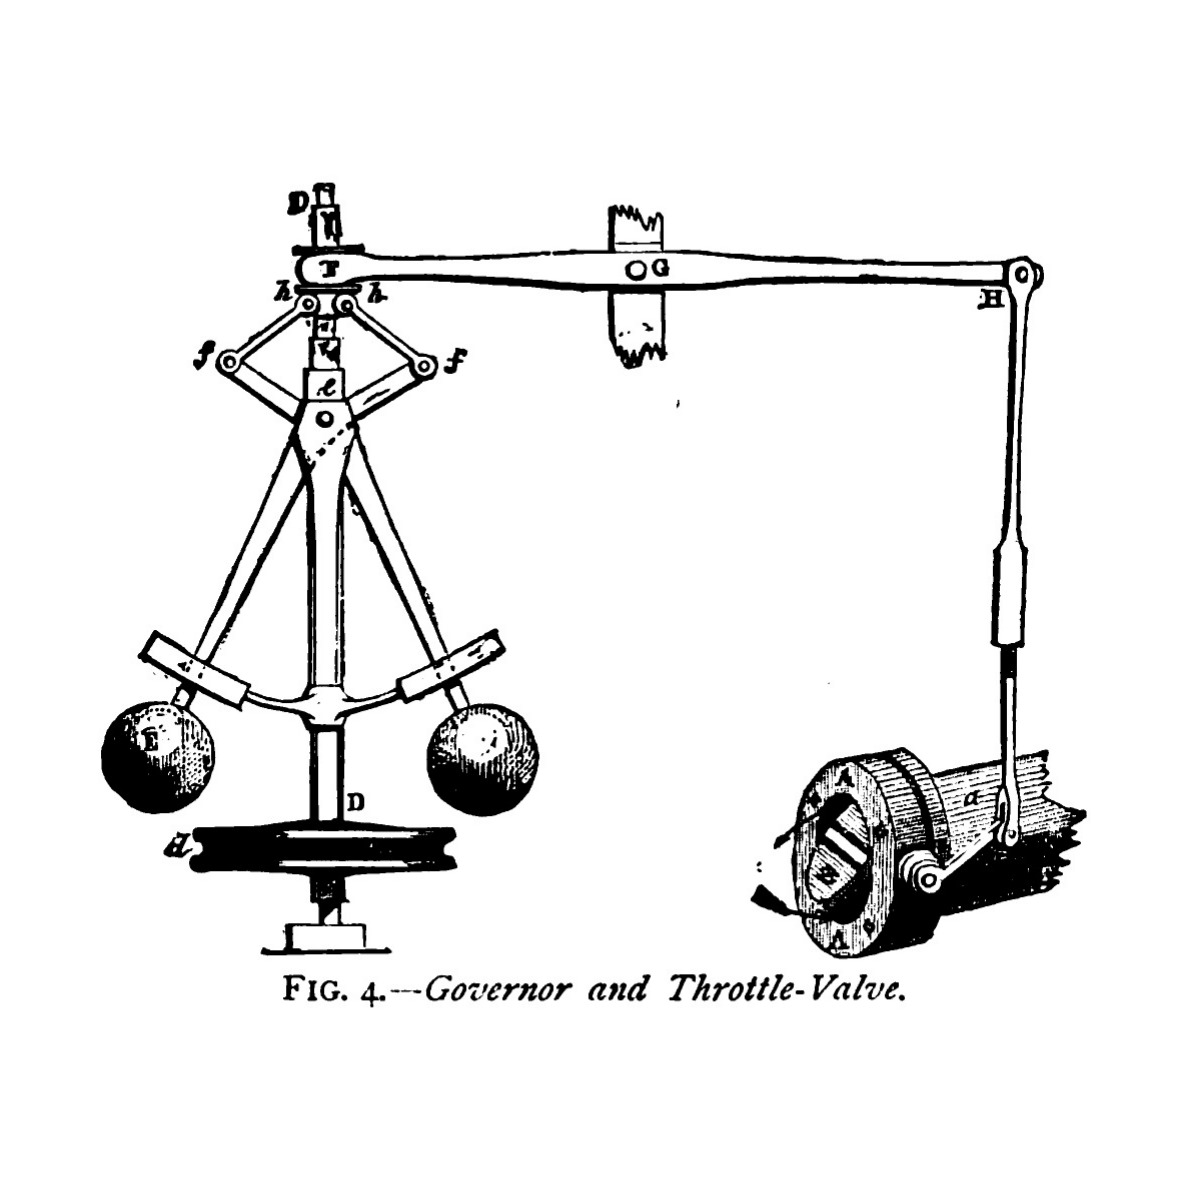 D
F
G
h h
H
f f
e
E
D
A
a
d
B
A
FIG. 4.—Governor and Throttle-Valve.